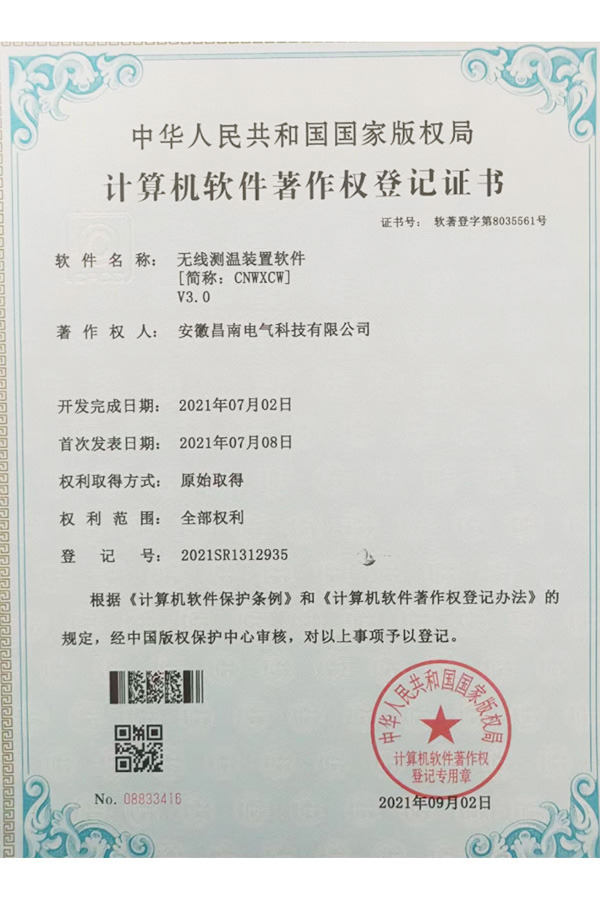 中华人民共和国国家版权局
计算机软件著作权登记证书
证书号： 软著登字第8035561号
软件名称： 无线测温装置软件
[简称：CNWXCW]
V3.0
著作权人： 安徽昌南电气科技有限公司
开发完成日期： 2021年07月02日
首次发表日期： 2021年07月08日
权利取得方式： 原始取得
权利范围： 全部权利
登记号： 2021SR1312935
根据《计算机软件保护条例》和《计算机软件著作权登记办法》的
规定，经中国版权保护中心审核，对以上事项予以登记。
中华人民共和国国家版权局
计算机软件著作权
登记专用章
No. 08833416
2021年09月02日